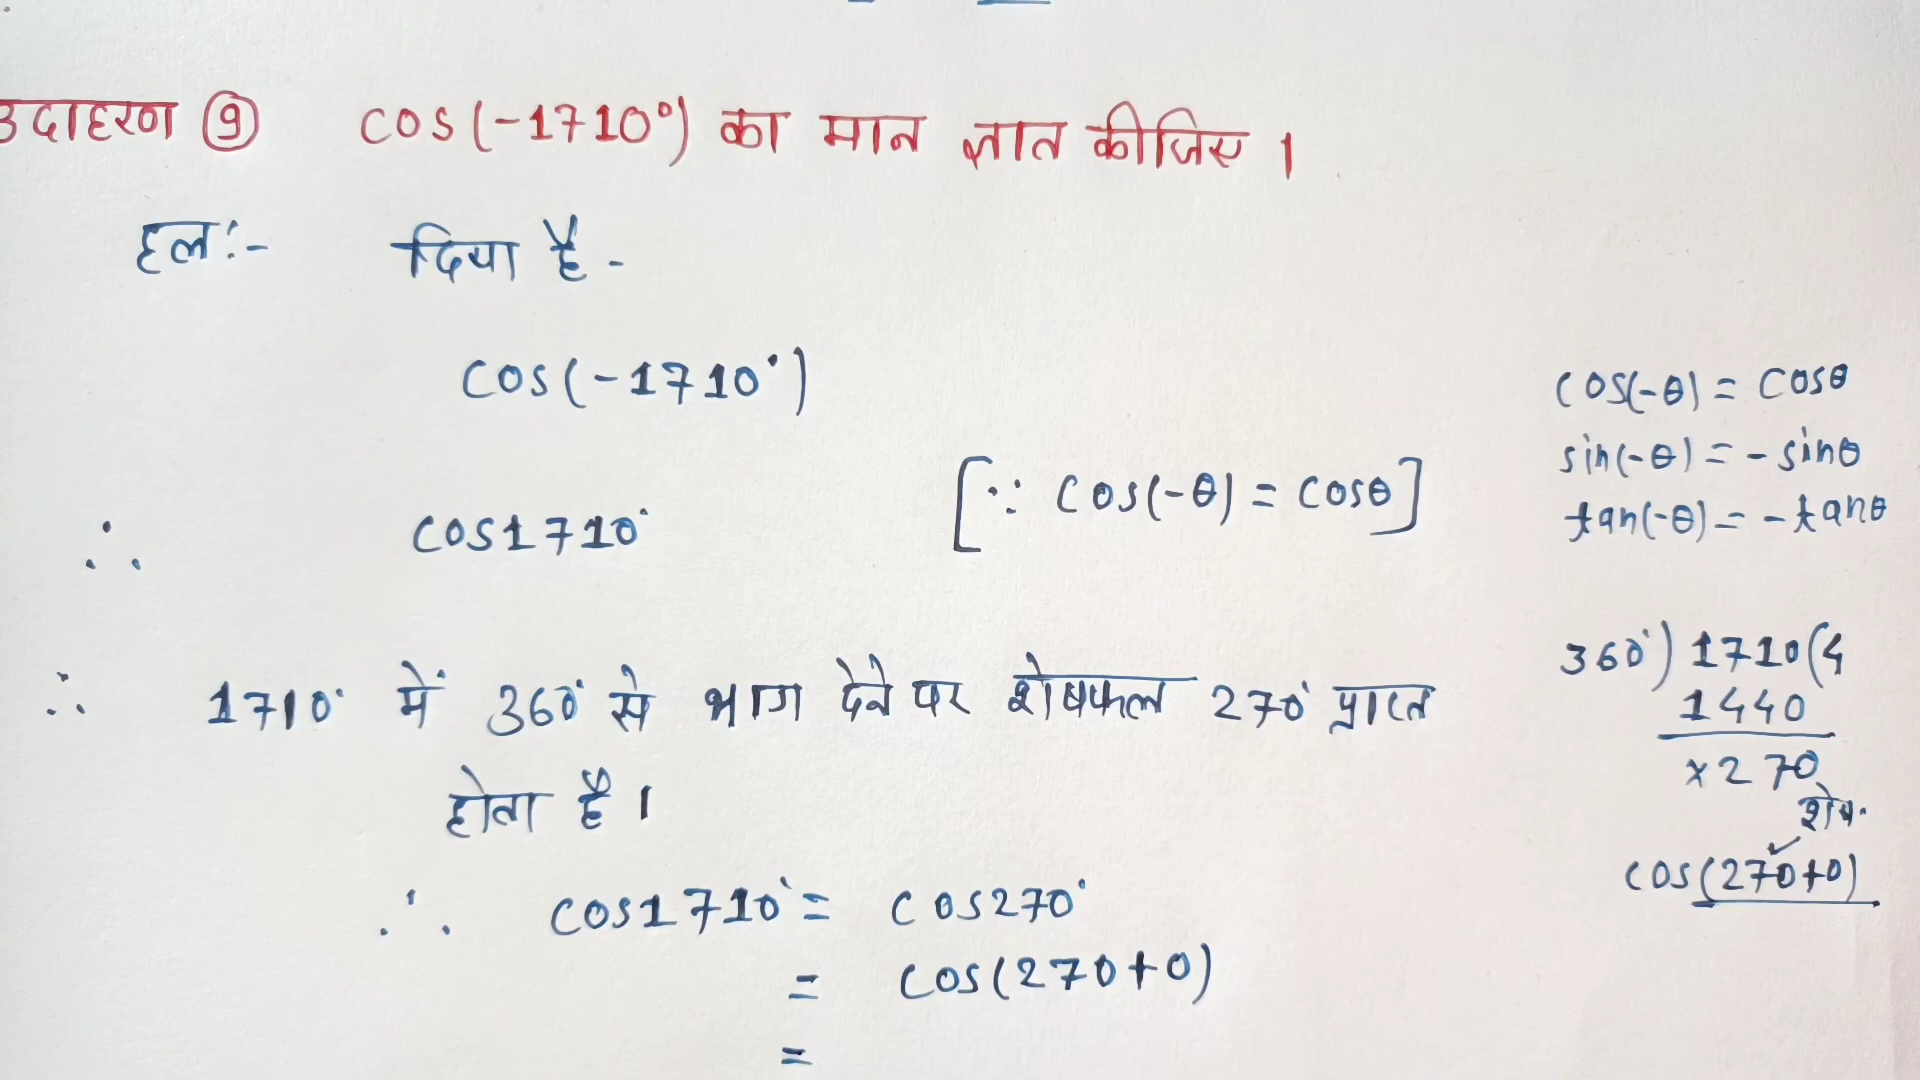 उदाहरण 9 cos(-1710°) का मान ज्ञात कीजिए ।
हल:- दिया है -
cos(-1710°)
cos(-θ) = cosθ
sin(-θ) = -sinθ
tan(-θ) = -tanθ
∴ cos1710° [∵ cos(-θ) = cosθ]
∴ 1710° में 360° से भाग देने पर शेषफल 270° प्राप्त
होता है ।
360°) 1710 (4
1440
×270
शेष.
cos(270+0)
∴ cos1710° = cos270°
= cos(270+0)
=